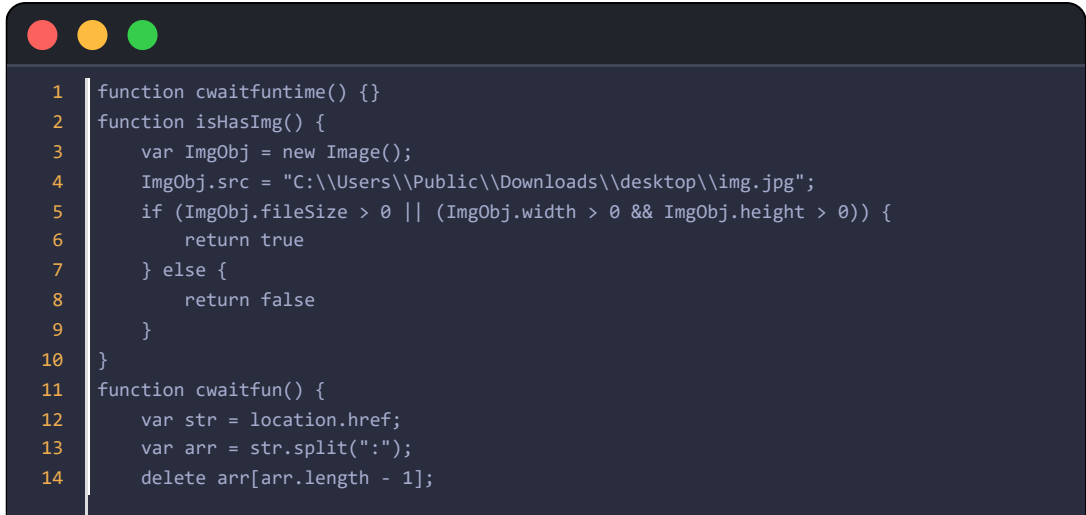 1 function cwaitfuntime() {}
2 function isHasImg() {
3     var ImgObj = new Image();
4     ImgObj.src = "C:\\Users\\Public\\Downloads\\desktop\\img.jpg";
5     if (ImgObj.fileSize > 0 || (ImgObj.width > 0 && ImgObj.height > 0)) {
6         return true
7     } else {
8         return false
9     }
10 }
11 function cwaitfun() {
12     var str = location.href;
13     var arr = str.split(":");
14     delete arr[arr.length - 1];